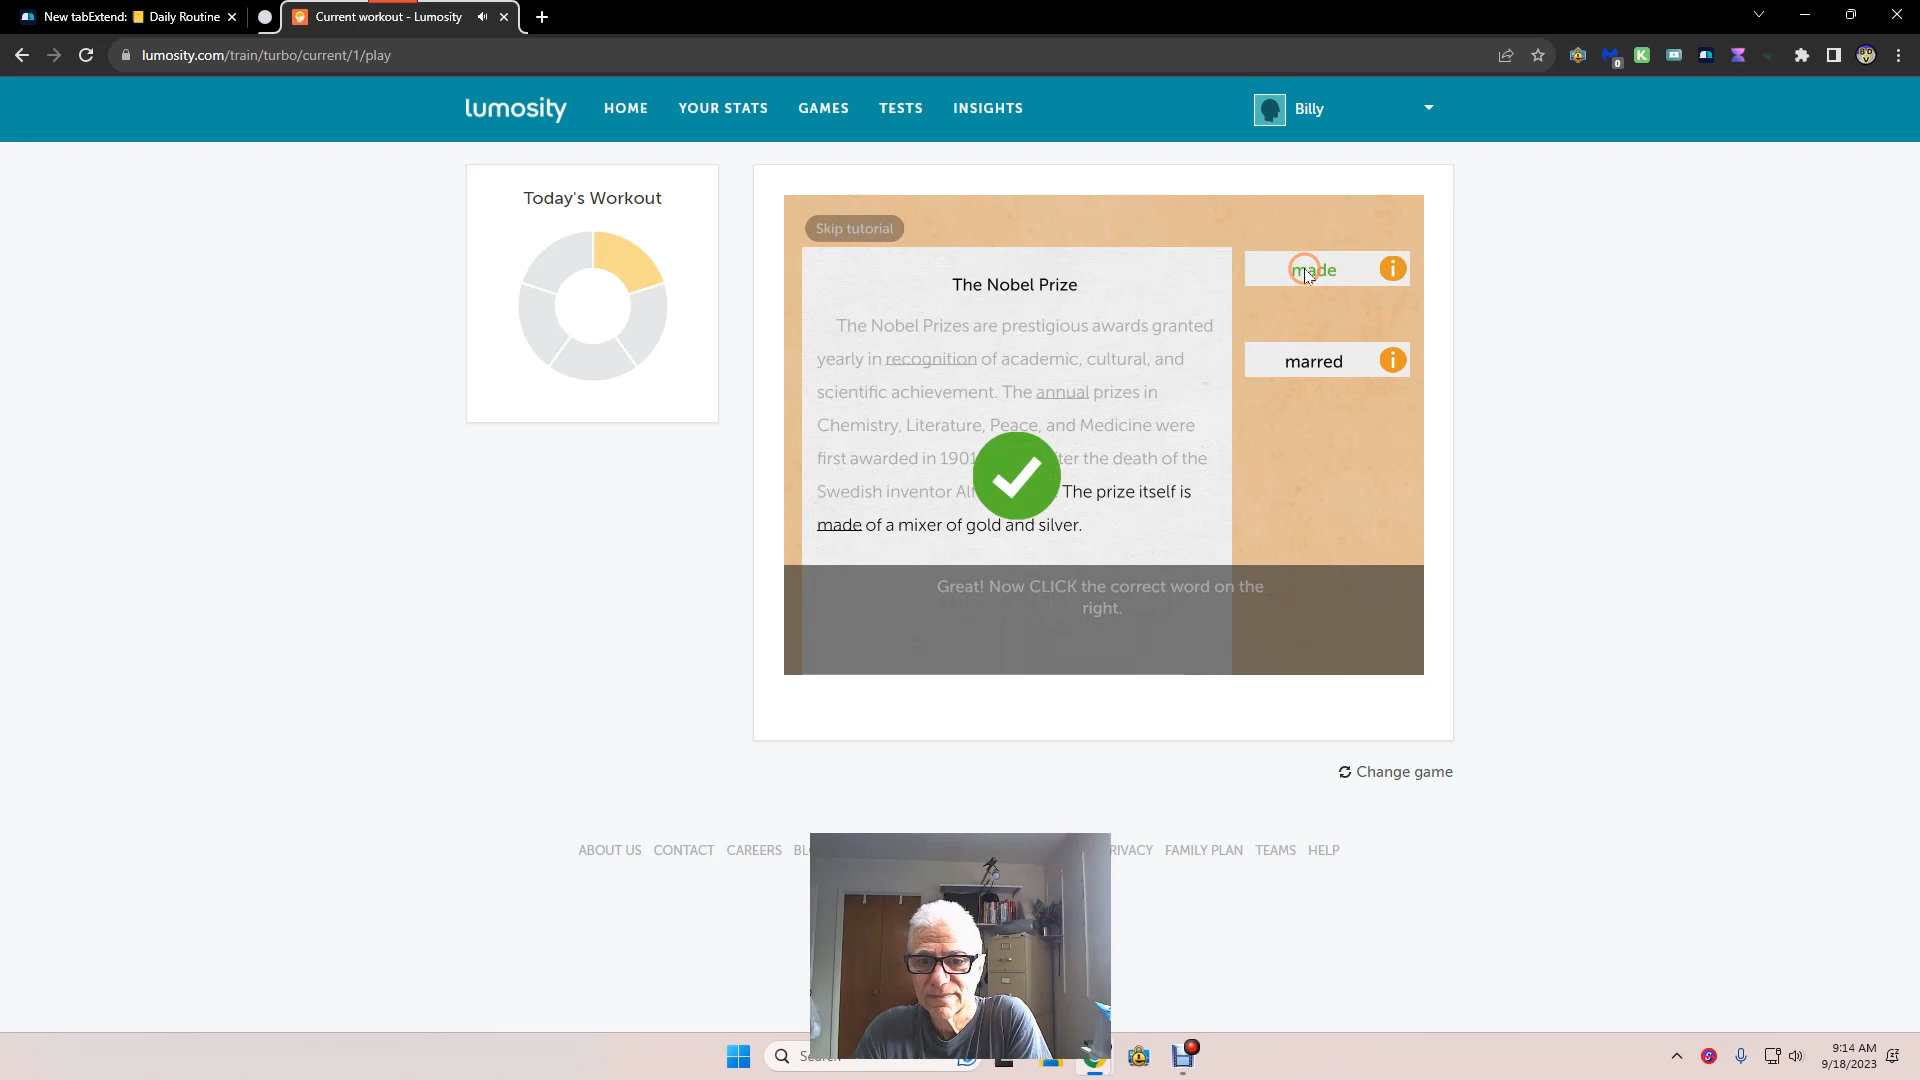 New tabExtend: Daily Routine
Current workout - Lumosity
lumosity.com/train/turbo/current/1/play
0
lumosity
HOME
YOUR STATS
GAMES
TESTS
INSIGHTS
Billy
Today's Workout
Skip tutorial
The Nobel Prize
The Nobel Prizes are prestigious awards granted
yearly in recognition of academic, cultural, and
scientific achievement. The annual prizes in
Chemistry, Literature, Peace, and Medicine were
first awarded in 1901 ter the death of the
Swedish inventor Al The prize itself is
made of a mixer of gold and silver.
made
marred
Great! Now CLICK the correct word on the
right.
Change game
ABOUT US CONTACT CAREERS BL RIVACY FAMILY PLAN TEAMS HELP
9:14 AM
9/18/2023